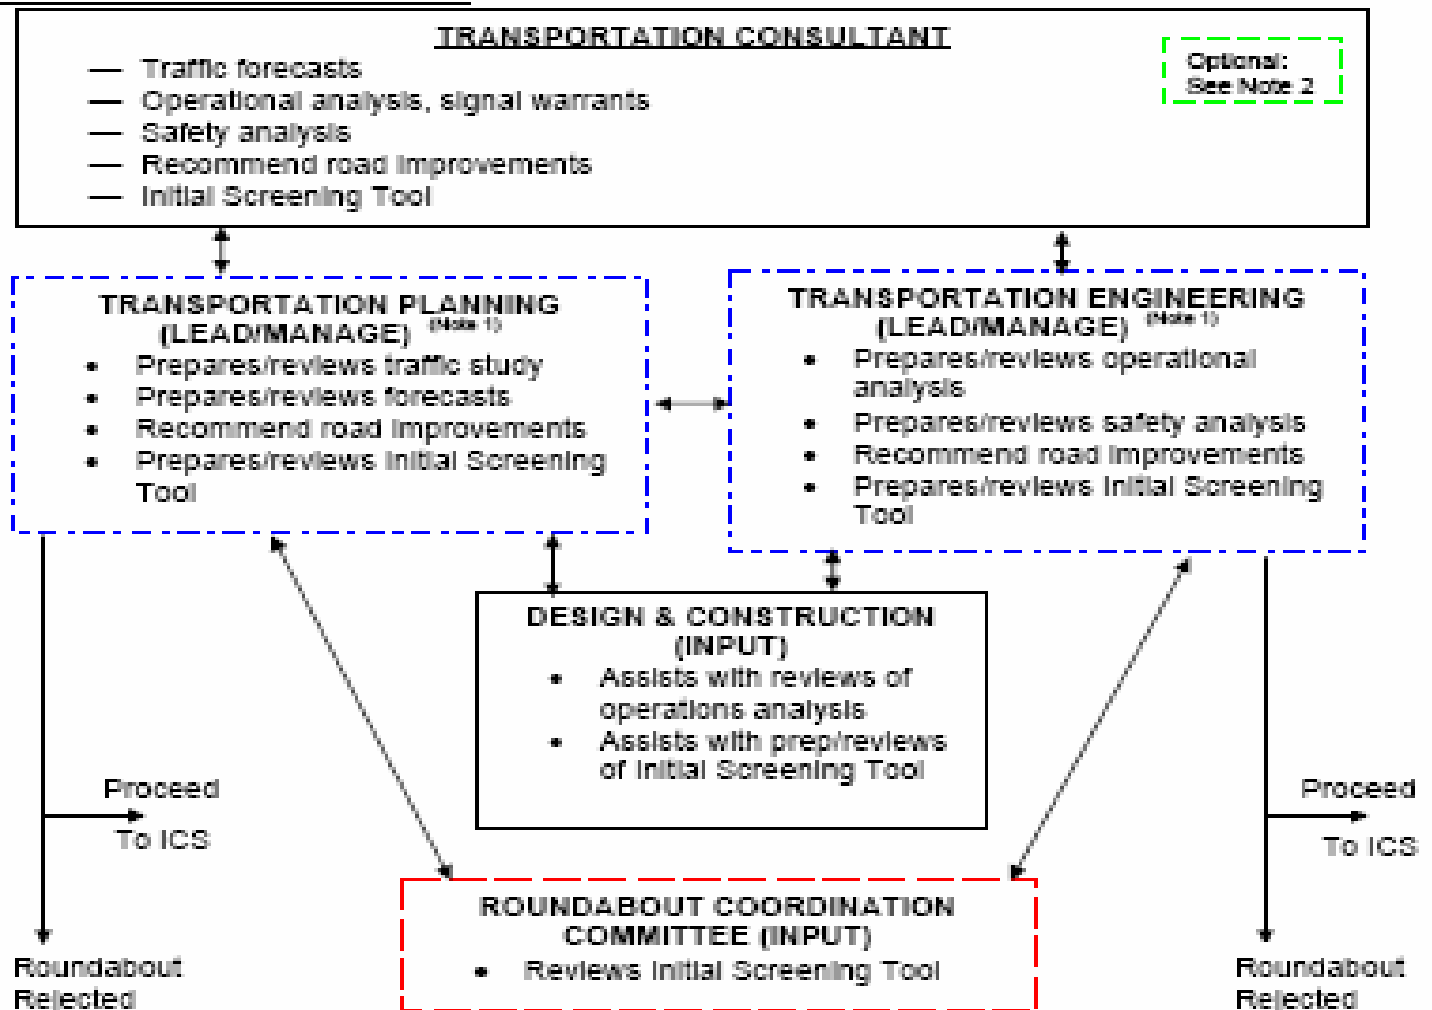 TRANSPORTATION CONSULTANT
— Traffic forecasts
— Operational analysis, signal warrants
— Safety analysis
— Recommend road improvements
— Initial Screening Tool
Optional:
See Note 2
TRANSPORTATION PLANNING
(LEAD/MANAGE) (Note 1)
• Prepares/reviews traffic study
• Prepares/reviews forecasts
• Recommend road improvements
• Prepares/reviews Initial Screening
Tool
TRANSPORTATION ENGINEERING
(LEAD/MANAGE) (Note 1)
• Prepares/reviews operational
analysis
• Prepares/reviews safety analysis
• Recommend road improvements
• Prepares/reviews Initial Screening
Tool
DESIGN & CONSTRUCTION
(INPUT)
• Assists with reviews of
operations analysis
• Assists with prep/reviews
of Initial Screening Tool
Proceed
To ICS
Proceed
To ICS
ROUNDABOUT COORDINATION
COMMITTEE (INPUT)
• Reviews Initial Screening Tool
Roundabout
Rejected
Roundabout
Rejected